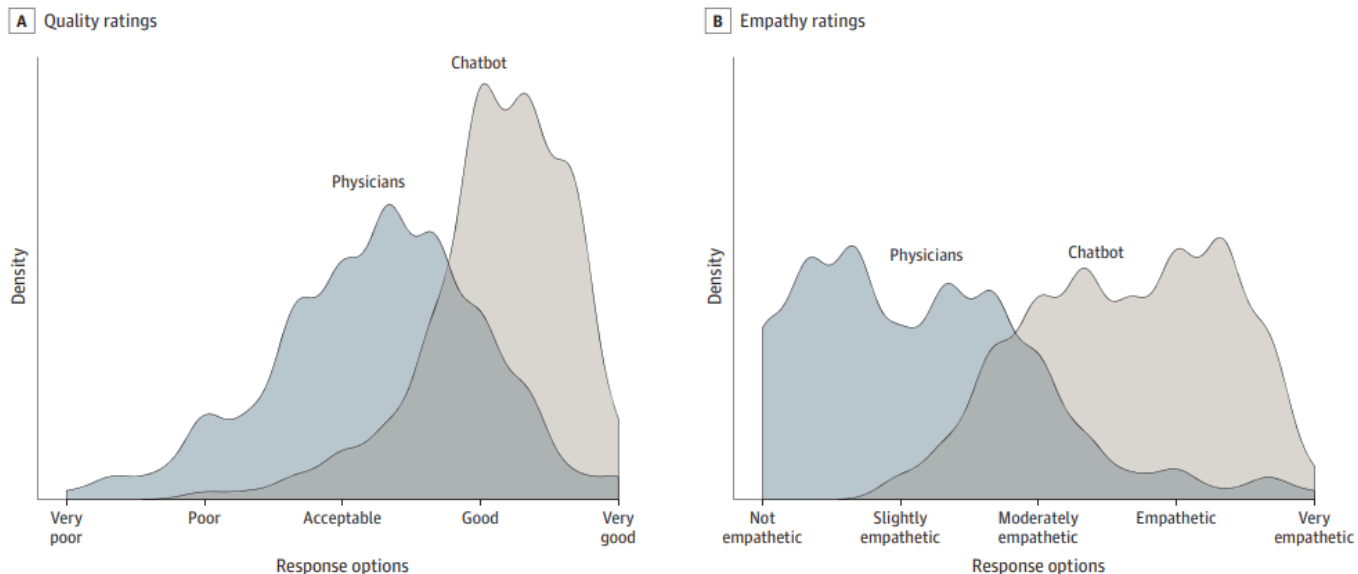 A Quality ratings
Chatbot
Physicians
Density
Very
poor
Poor
Acceptable
Good
Very
good
Response options
B Empathy ratings
Physicians
Chatbot
Density
Not
empathetic
Slightly
empathetic
Moderately
empathetic
Empathetic
Very
empathetic
Response options